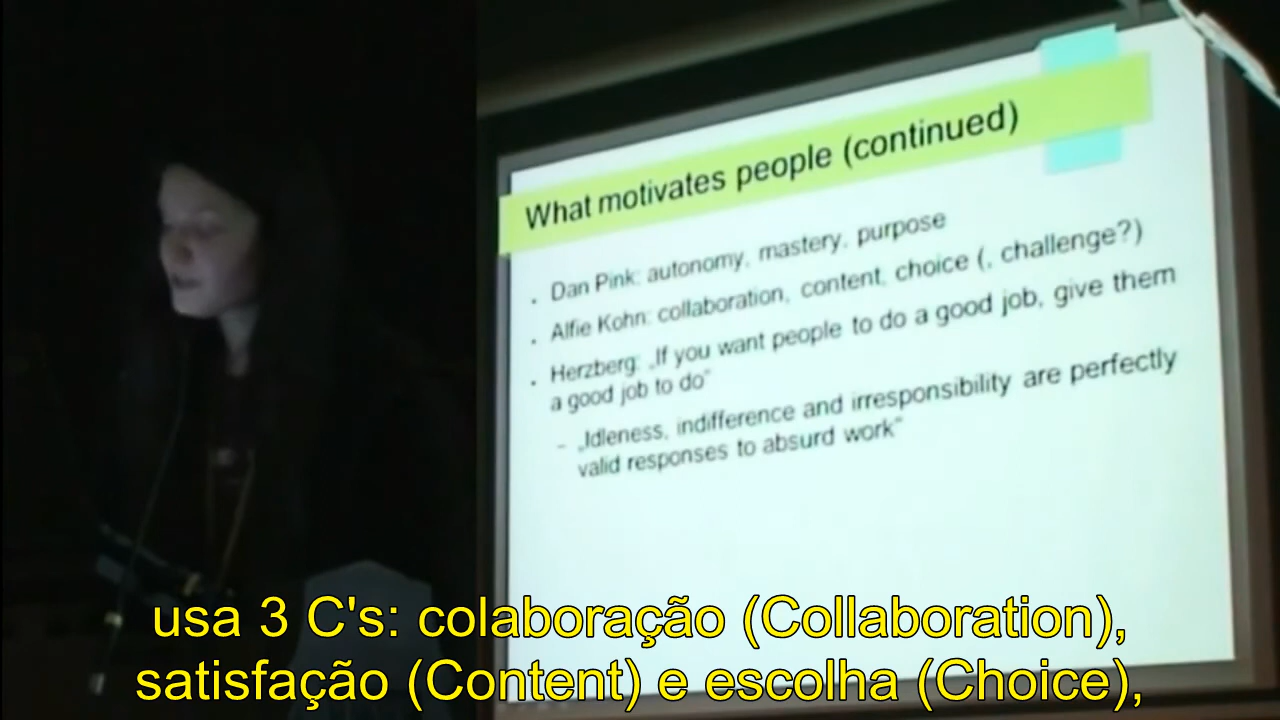 What motivates people (continued)
Dan Pink: autonomy, mastery, purpose
Alfie Kohn: collaboration, content, choice (, challenge?)
Herzberg: „If you want people to do a good job, give them
a good job to do“
– „Idleness, indifference and irresponsibility are perfectly
valid responses to absurd work“
usa 3 C's: colaboração (Collaboration),
satisfação (Content) e escolha (Choice),